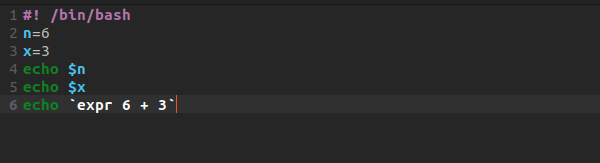 1 #! /bin/bash
2 n=6
3 x=3
4 echo $n
5 echo $x
6 echo `expr 6 + 3`